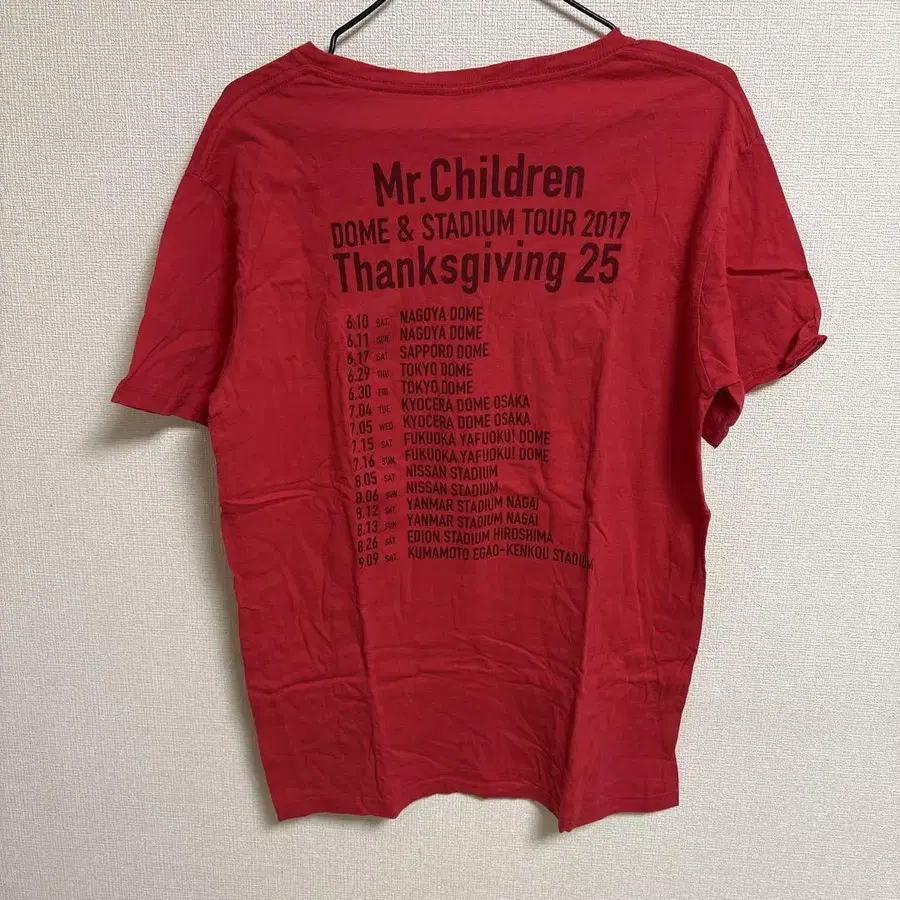 Mr.Children
DOME & STADIUM TOUR 2017
Thanksgiving 25
6.10 SAT. NAGOYA DOME
6.11 SUN. NAGOYA DOME
6.17 SAT. SAPPORO DOME
6.29 THU. TOKYO DOME
6.30 FRI. TOKYO DOME
7.04 TUE. KYOCERA DOME OSAKA
7.05 WED. KYOCERA DOME OSAKA
7.15 SAT. FUKUOKA YAFUOKU! DOME
7.16 SUN. FUKUOKA YAFUOKU! DOME
8.05 SAT. NISSAN STADIUM
8.06 SUN. NISSAN STADIUM
8.12 SAT. YANMAR STADIUM NAGAI
8.13 SUN. YANMAR STADIUM NAGAI
8.26 SAT. EDION STADIUM HIROSHIMA
9.09 SAT. KUMAMOTO EGAO-KENKOU STADIUM